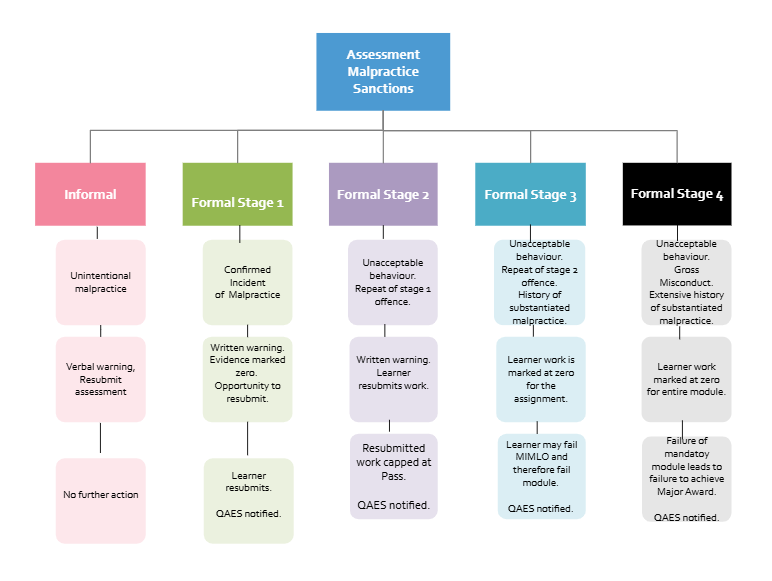 Assessment
Malpractice
Sanctions
Informal
Formal Stage 1
Formal Stage 2
Formal Stage 3
Formal Stage 4
Unintentional
malpractice
Confirmed
Incident
of Malpractice
Unacceptable
behaviour.
Repeat of stage 1
offence.
Unacceptable
behaviour.
Repeat of stage 2
offence.
History of
substantiated
malpractice.
Unacceptable
behaviour.
Gross
Misconduct.
Extensive history
of substantiated
malpractice.
Verbal warning,
Resubmit
assessment
Written warning.
Evidence marked
zero.
Opportunity to
resubmit.
Written warning.
Learner
resubmits work.
Learner work is
marked at zero
for the
assignment.
Learner work
marked at zero
for entire module.
No further action
Learner
resubmits.
QAES notified.
Resubmitted
work capped at
Pass.
QAES notified.
Learner may fail
MIMLO and
therefore fail
module.
QAES notified.
Failure of
mandatoy
module leads to
failure to achieve
Major Award.
QAES notified.